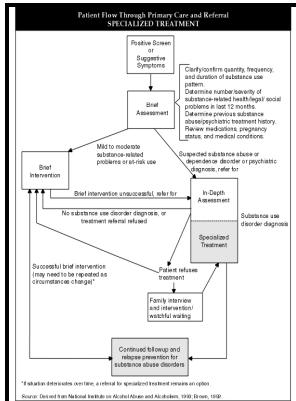 Patient Flow Through Primary Care and Referral
SPECIALIZED TREATMENT
Positive Screen
or
Suggestive
Symptoms
Brief
Assessment
Clarify/confirm quantity, frequency,
and duration of substance use
pattern.
Determine number/severity of
substance-related health/legal/
social problems in last 12 months.
Determine previous substance
abuse/psychiatric treatment history.
Review medications, pregnancy
status, and medical conditions.
Mild to moderate
substance-related
problems or at-risk use
Suspected substance abuse or
dependence disorder or psychiatric
diagnosis, refer for
Brief
Intervention
In-Depth
Assessment
Brief intervention unsuccessful, refer for
No substance use disorder diagnosis, or
treatment referral refused
Substance use
disorder diagnosis
Specialized
Treatment
Successful brief intervention
(may need to be repeated as
circumstances change)*
Patient refuses
treatment
Family interview
and intervention/
watchful waiting
Continued followup and
relapse prevention for
substance abuse disorders
*If situation deteriorates over time, a referral for specialized treatment remains an option.
Source: Derived from National Institute on Alcohol Abuse and Alcoholism, 1993; Brown, 1992.